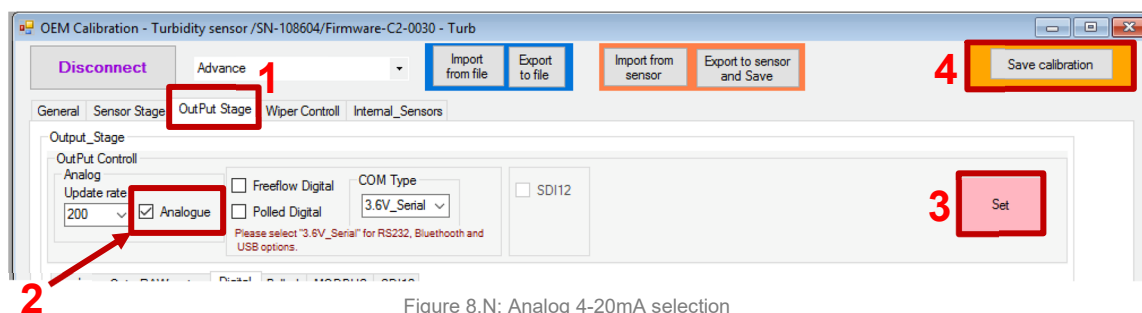 OEM Calibration - Turbidity sensor /SN-108604/Firmware-C2-0030 - Turb
Disconnect
Advance
1
Import from file
Export to file
Import from sensor
Export to sensor and Save
4
Save calibration
General Sensor Stage OutPut Stage Wiper Controll Internal_Sensors
Output_Stage
OutPut Controll
Analog
Update rate
200
Analogue
Freeflow Digital
Polled Digital
COM Type
3.6V_Serial
Please select "3.6V_Serial" for RS232, Bluethooth and
USB options.
SDI12
3
Set
2
Digital
Figure 8.N: Analog 4-20mA selection